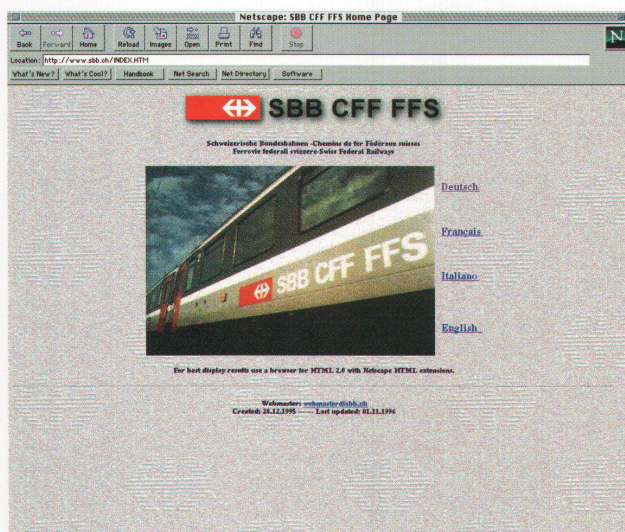 Netscape: SBB CFF FFS Home Page
Back Forward Home Reload Images Open Print Find Stop
N
Location: http://www.sbb.ch/INDEX.HTM
What's New? What's Cool? Handbook Net Search Net Directory Software
SBB CFF FFS
Schweizerische Bundesbahnen -Chemins de fer Fédéraux suisses
Ferrovie federali svizzere-Swiss Federal Railways
SBB CFF FFS
Deutsch
Français
Italiano
English
For best display results use a browser for HTML 2.0 with Netscape HTML extensions.
Webmaster: webmaster@sbb.ch
Created: 28.12.1995 ------ Last updated: 01.11.1996